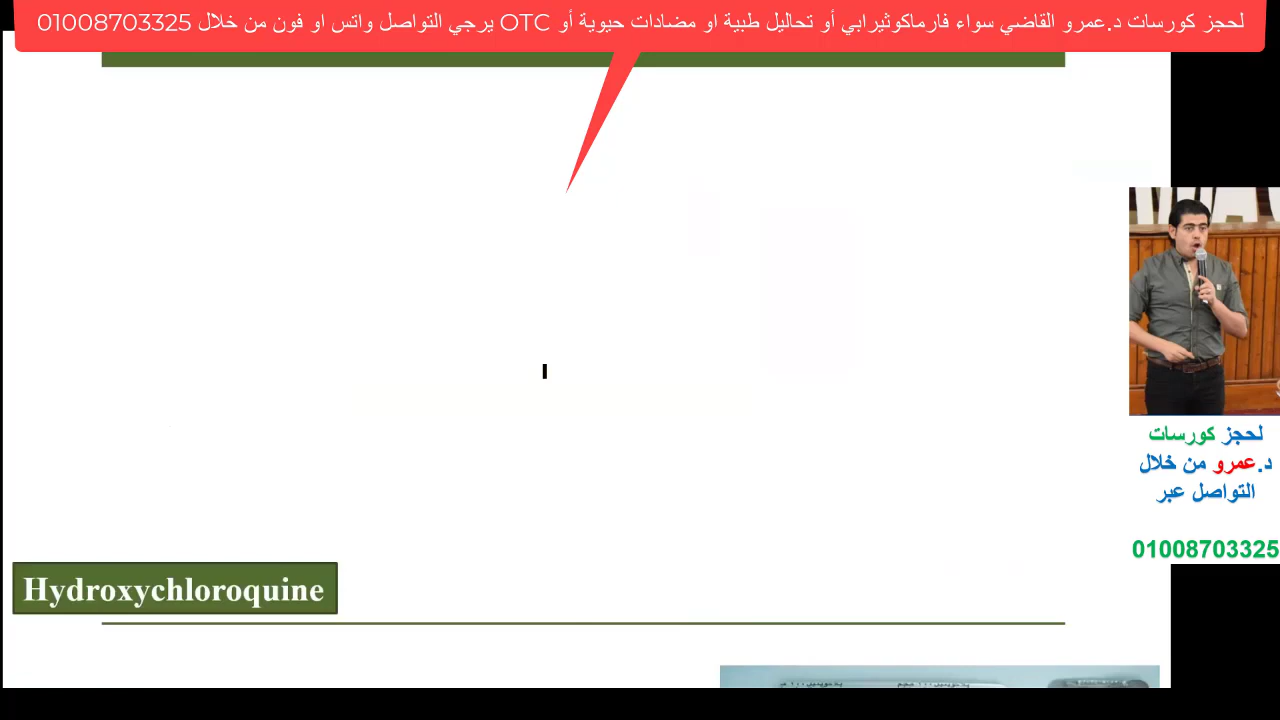 لحجز كورسات د.عمرو القاضي سواء فارماكوثيرابي أو تحاليل طبية او مضادات حيوية أو OTC يرجي التواصل واتس او فون من خلال 01008703325
لحجز كورسات
د.عمرو من خلال
التواصل عبر
01008703325
Hydroxychloroquine